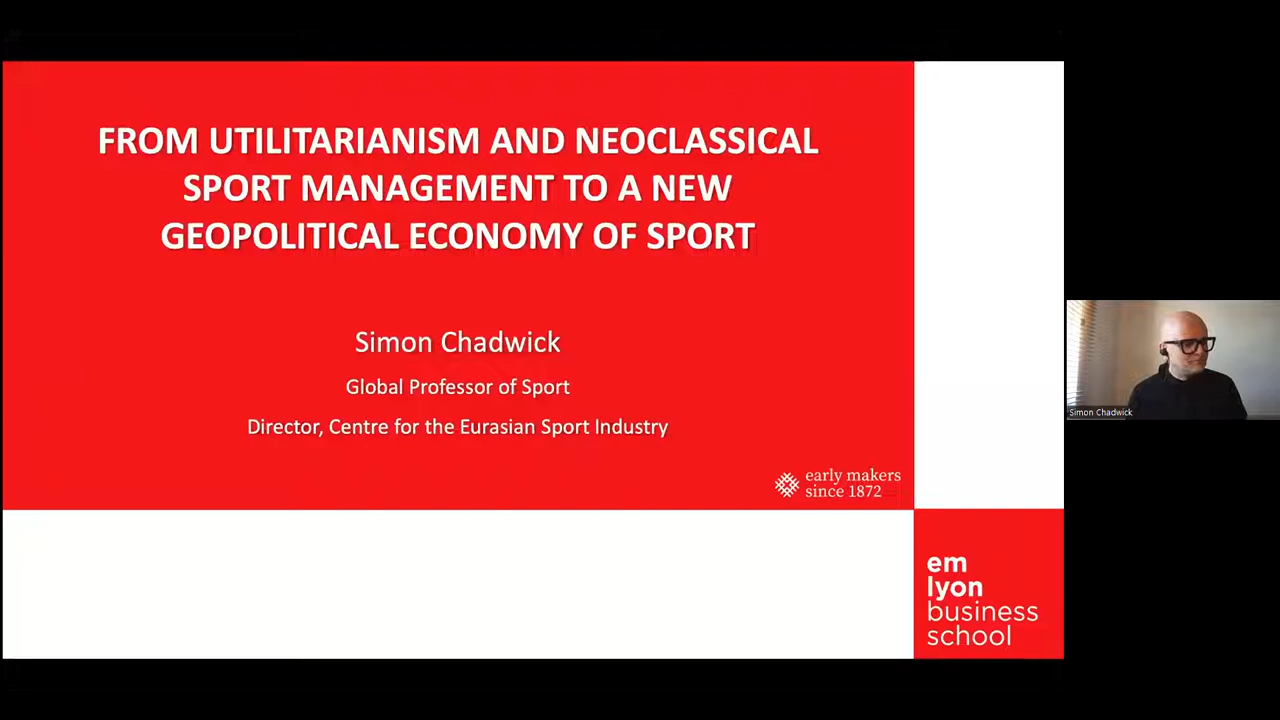 FROM UTILITARIANISM AND NEOCLASSICAL
SPORT MANAGEMENT TO A NEW
GEOPOLITICAL ECONOMY OF SPORT
Simon Chadwick
Global Professor of Sport
Director, Centre for the Eurasian Sport Industry
early makers
since 1872
em
lyon
business
school
Simon Chadwick